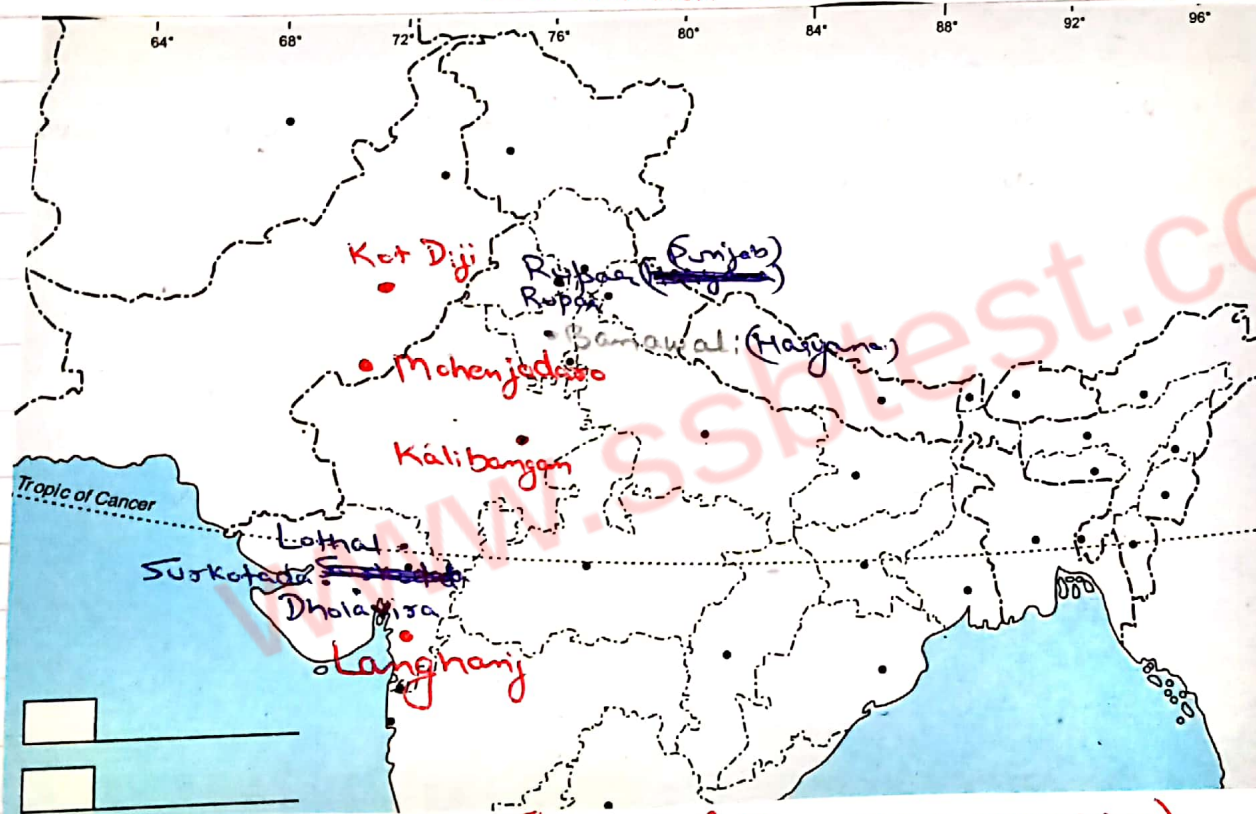 64° 68° 72° 76° 80° 84° 88° 92° 96°
Kot Diji
(Punjab)
Rupar
Rupar
Banawali (Haryana)
Mohenjodaro
Kalibangan
Tropic of Cancer
Lothal
Surkotada
Dholavira
Langhanj
www.ssbtest.co